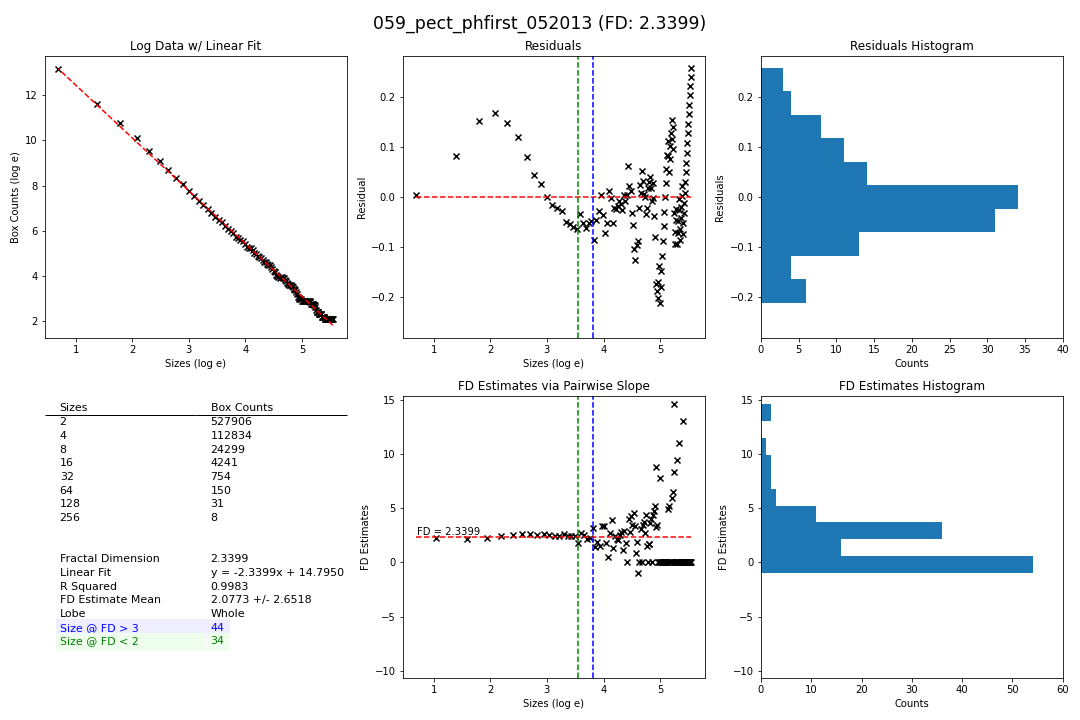 059_pect_phfirst_052013 (FD: 2.3399)
Log Data w/ Linear Fit
Box Counts (log e)
12
10
8
6
4
2
1 2 3 4 5
Sizes (log e)
Residuals
Residual
0.2
0.1
0.0
−0.1
−0.2
1 2 3 4 5
Sizes (log e)
Residuals Histogram
Residuals
0.2
0.1
0.0
−0.1
−0.2
0 5 10 15 20 25 30 35 40
Counts
Sizes Box Counts
2 527906
4 112834
8 24299
16 4241
32 754
64 150
128 31
256 8
Fractal Dimension 2.3399
Linear Fit y = -2.3399x + 14.7950
R Squared 0.9983
FD Estimate Mean 2.0773 +/- 2.6518
Lobe Whole
Size @ FD > 3 44
Size @ FD < 2 34
FD Estimates via Pairwise Slope
FD Estimates
15
10
5
0
−5
−10
FD = 2.3399
1 2 3 4 5
Sizes (log e)
FD Estimates Histogram
FD Estimates
15
10
5
0
−5
−10
0 10 20 30 40 50 60
Counts